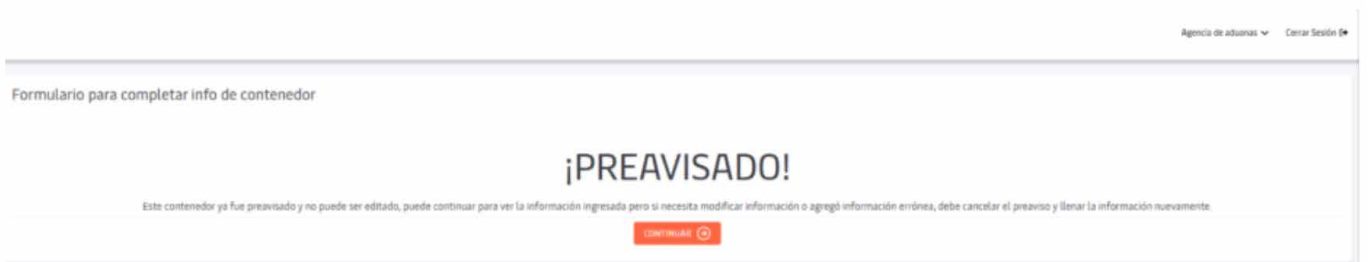 Agencia de aduanas
Cerrar Sesión
Formulario para completar info de contenedor
¡PREAVISADO!
Este contenedor ya fue preavisado y no puede ser editado, puede continuar para ver la información ingresada pero si necesita modificar información o agregó información errónea, debe cancelar el preaviso y llenar la información nuevamente
CONTINUAR